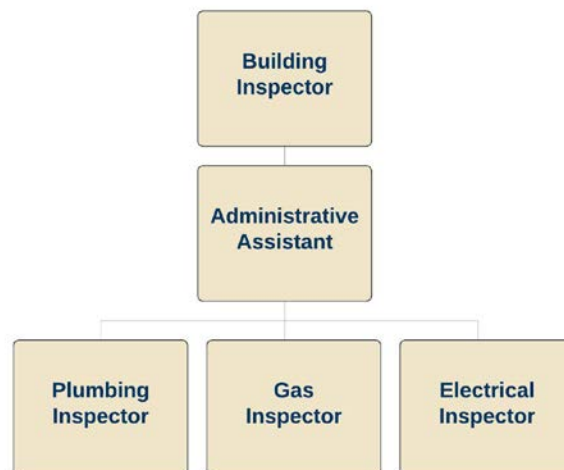 Building
Inspector
Administrative
Assistant
Plumbing
Inspector
Gas
Inspector
Electrical
Inspector